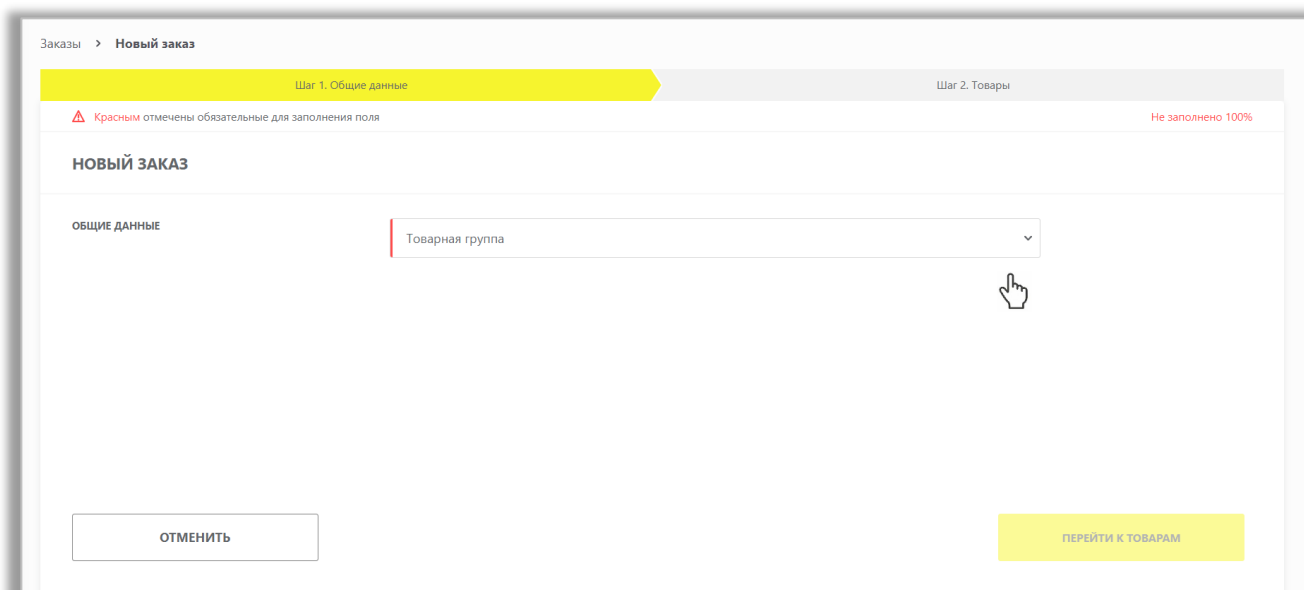 Заказы > Новый заказ
Шаг 1. Общие данные
Шаг 2. Товары
Красным отмечены обязательные для заполнения поля
Не заполнено 100%
НОВЫЙ ЗАКАЗ
ОБЩИЕ ДАННЫЕ
Товарная группа
ОТМЕНИТЬ
ПЕРЕЙТИ К ТОВАРАМ